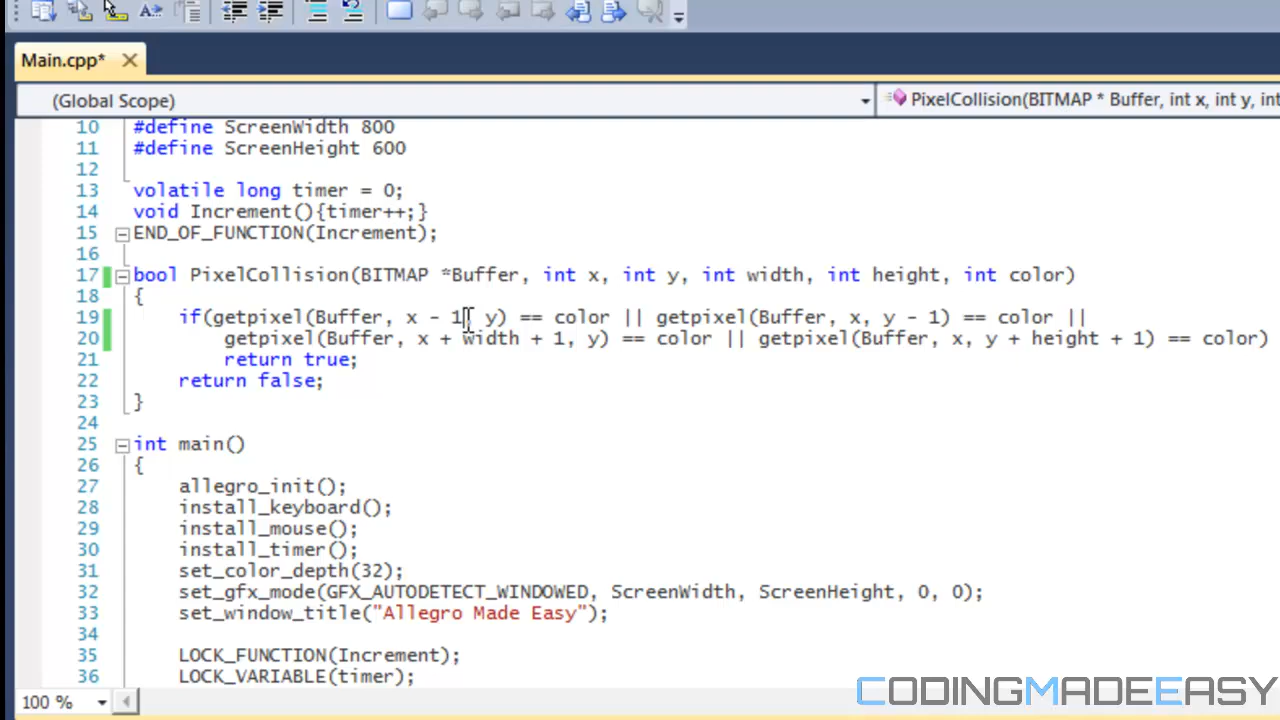 Main.cpp*
(Global Scope)
PixelCollision(BITMAP * Buffer, int x, int y, int
10 #define ScreenWidth 800
11 #define ScreenHeight 600
12
13 volatile long timer = 0;
14 void Increment(){timer++;}
15 END_OF_FUNCTION(Increment);
16
17 bool PixelCollision(BITMAP *Buffer, int x, int y, int width, int height, int color)
18 {
19 if(getpixel(Buffer, x - 1, y) == color || getpixel(Buffer, x, y - 1) == color ||
20 getpixel(Buffer, x + width + 1, y) == color || getpixel(Buffer, x, y + height + 1) == color)
21 return true;
22 return false;
23 }
24
25 int main()
26 {
27 allegro_init();
28 install_keyboard();
29 install_mouse();
30 install_timer();
31 set_color_depth(32);
32 set_gfx_mode(GFX_AUTODETECT_WINDOWED, ScreenWidth, ScreenHeight, 0, 0);
33 set_window_title("Allegro Made Easy");
34
35 LOCK_FUNCTION(Increment);
36 LOCK_VARIABLE(timer);
100 %
CODINGMADEEASY